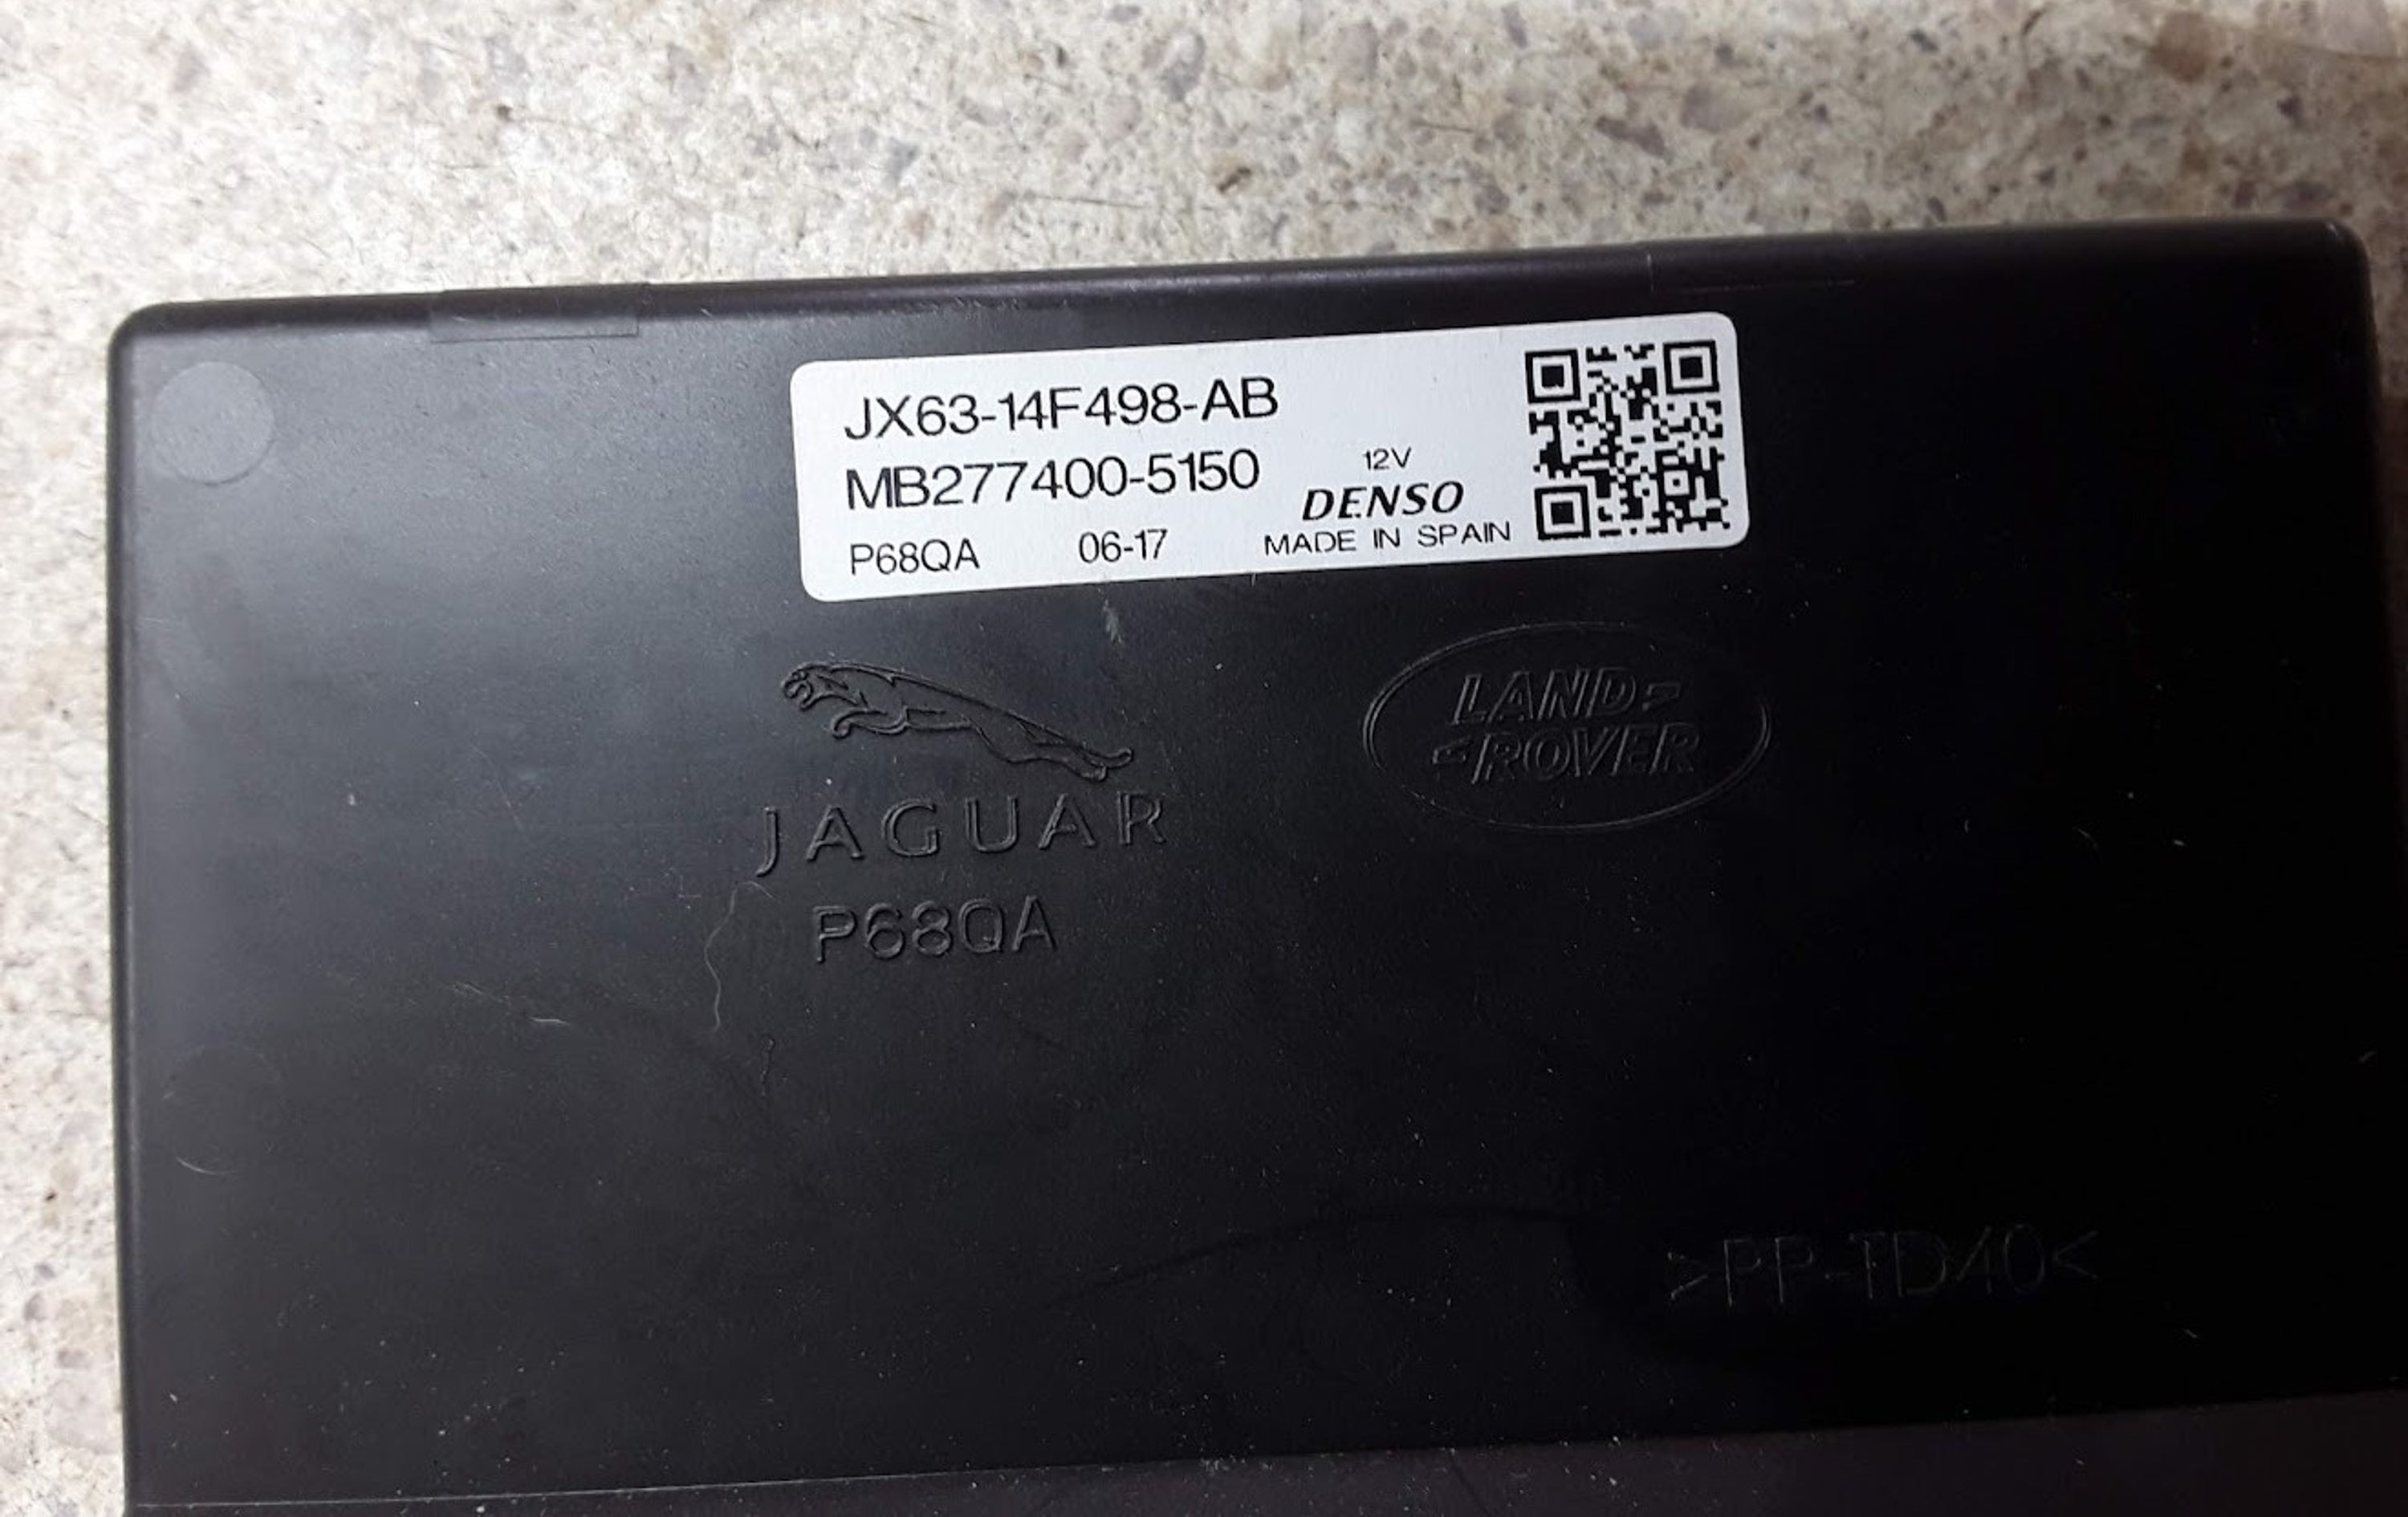 JX63-14F498-AB
MB277400-5150
12V
DENSO
P68QA 06-17 MADE IN SPAIN
JAGUAR
LAND-
-ROVER
P68QA
>PP-TD40<